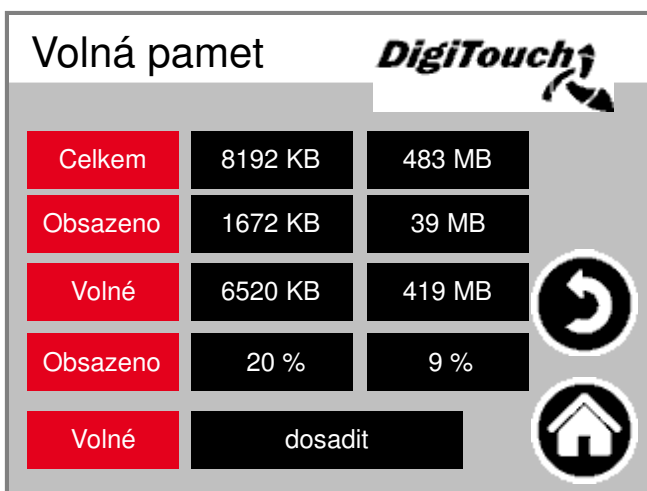 Volná pamet
DigiTouch
Celkem 8192 KB 483 MB
Obsazeno 1672 KB 39 MB
Volné 6520 KB 419 MB
Obsazeno 20 % 9 %
Volné dosadit